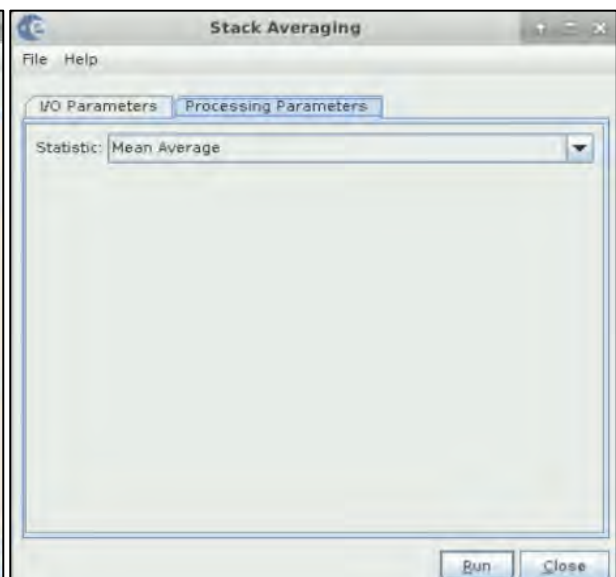 Stack Averaging
File Help
I/O Parameters Processing Parameters
Statistic: Mean Average
Run Close